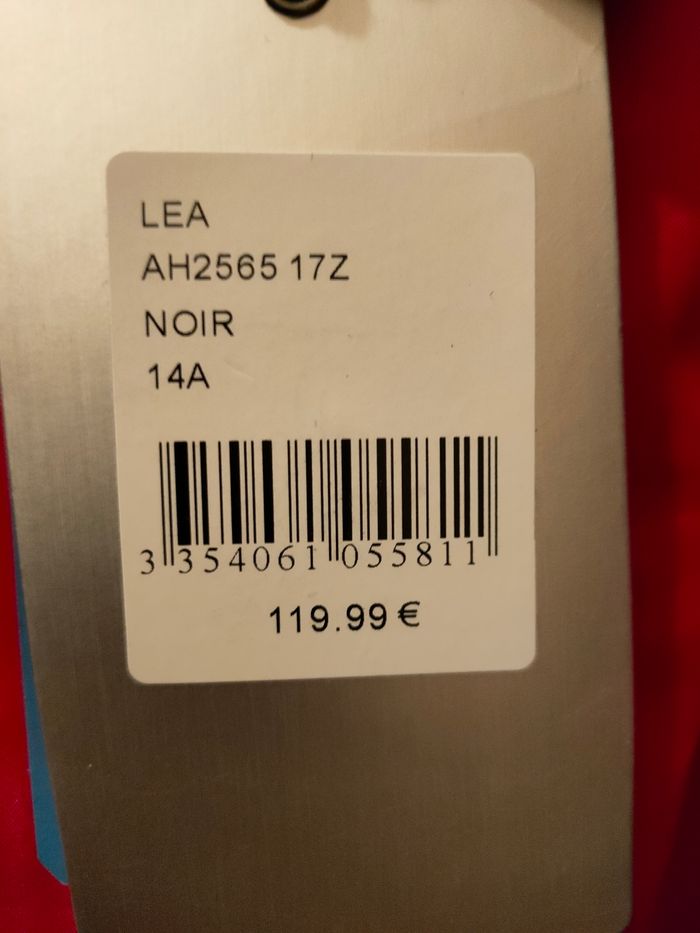 LEA
AH2565 17Z
NOIR
14A
3 354061 055811
119.99 €